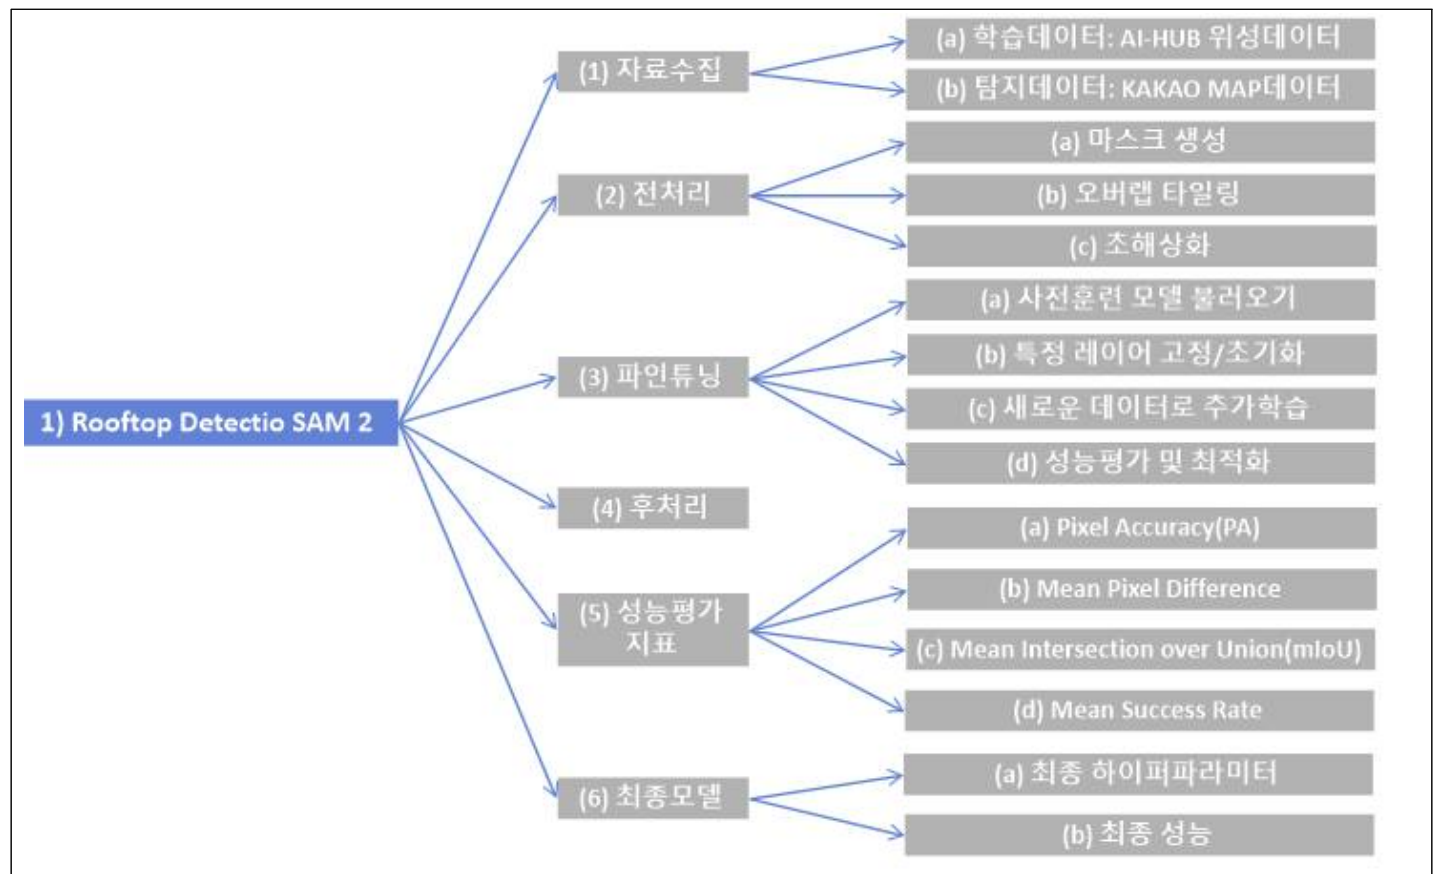 1) Rooftop Detectio SAM 2
(1) 자료수집
(a) 학습데이터: AI-HUB 위성데이터
(b) 탐지데이터: KAKAO MAP데이터
(2) 전처리
(a) 마스크 생성
(b) 오버랩 타일링
(c) 초해상화
(3) 파인튜닝
(a) 사전훈련 모델 불러오기
(b) 특정 레이어 고정/초기화
(c) 새로운 데이터로 추가학습
(d) 성능평가 및 최적화
(4) 후처리
(5) 성능평가
지표
(a) Pixel Accuracy(PA)
(b) Mean Pixel Difference
(c) Mean Intersection over Union(mIoU)
(d) Mean Success Rate
(6) 최종모델
(a) 최종 하이퍼파라미터
(b) 최종 성능